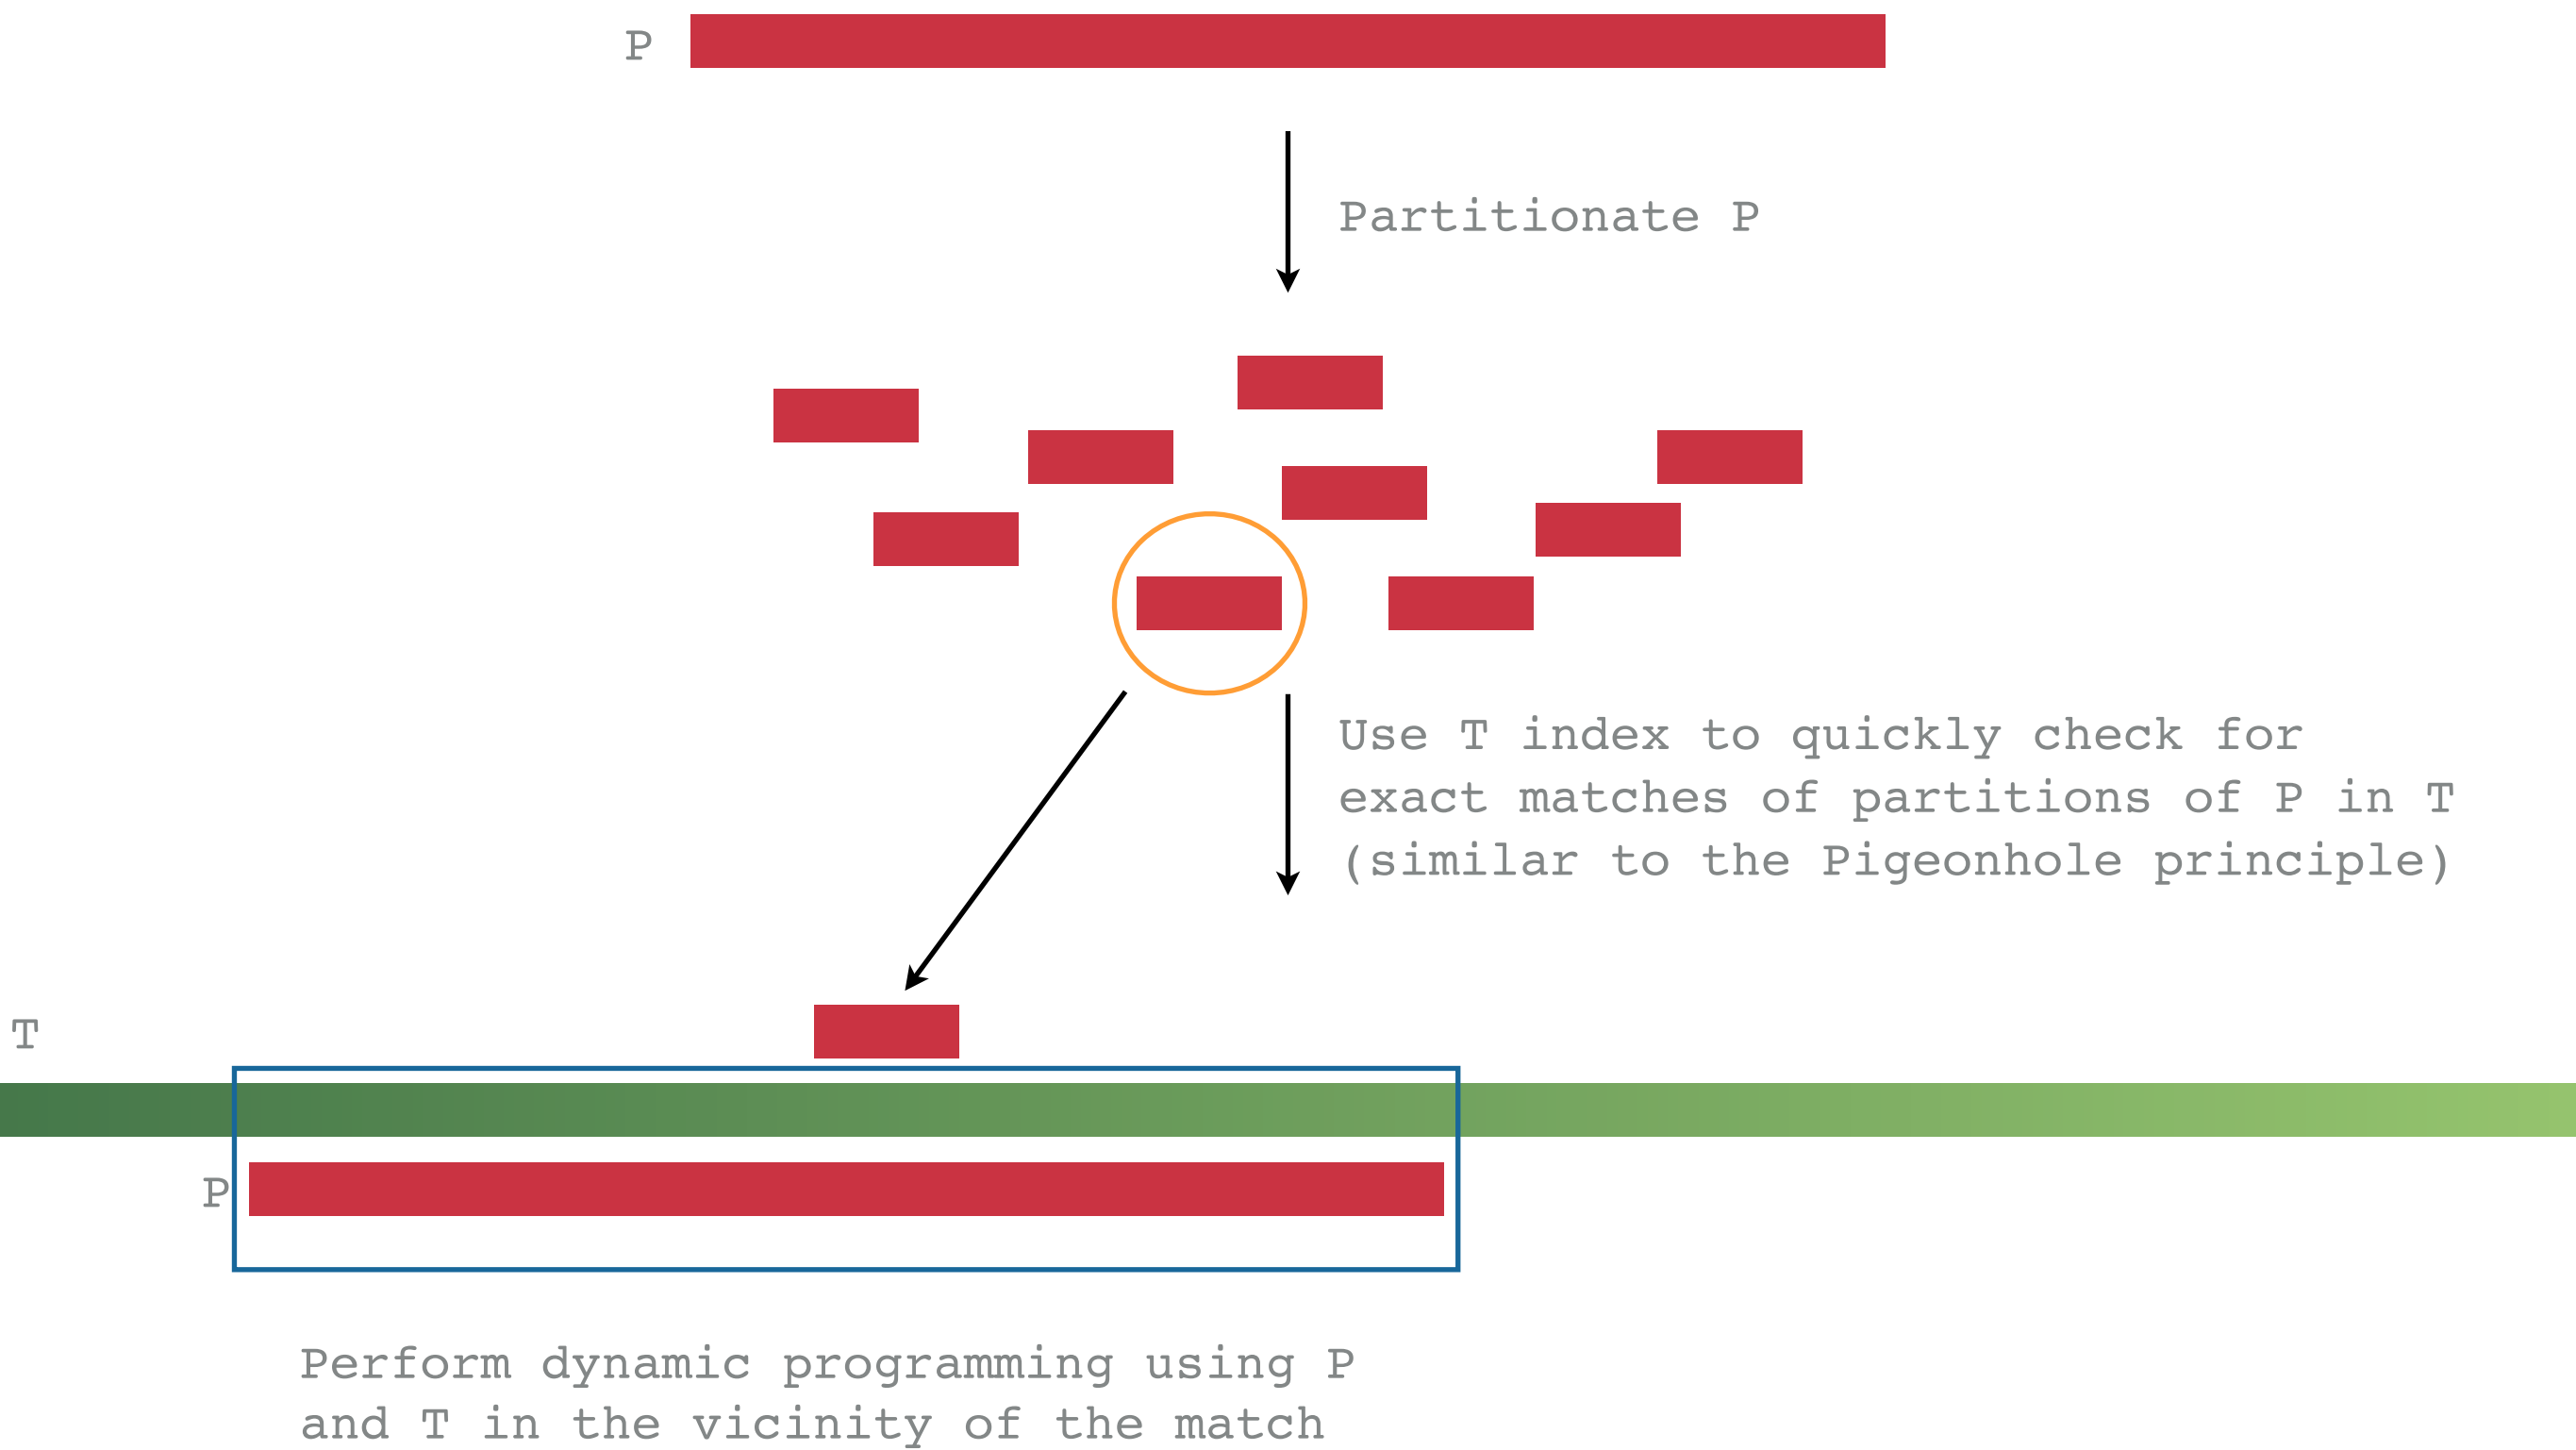 P
Partitionate P
Use T index to quickly check for
exact matches of partitions of P in T
(similar to the Pigeonhole principle)
T
P
Perform dynamic programming using P
and T in the vicinity of the match